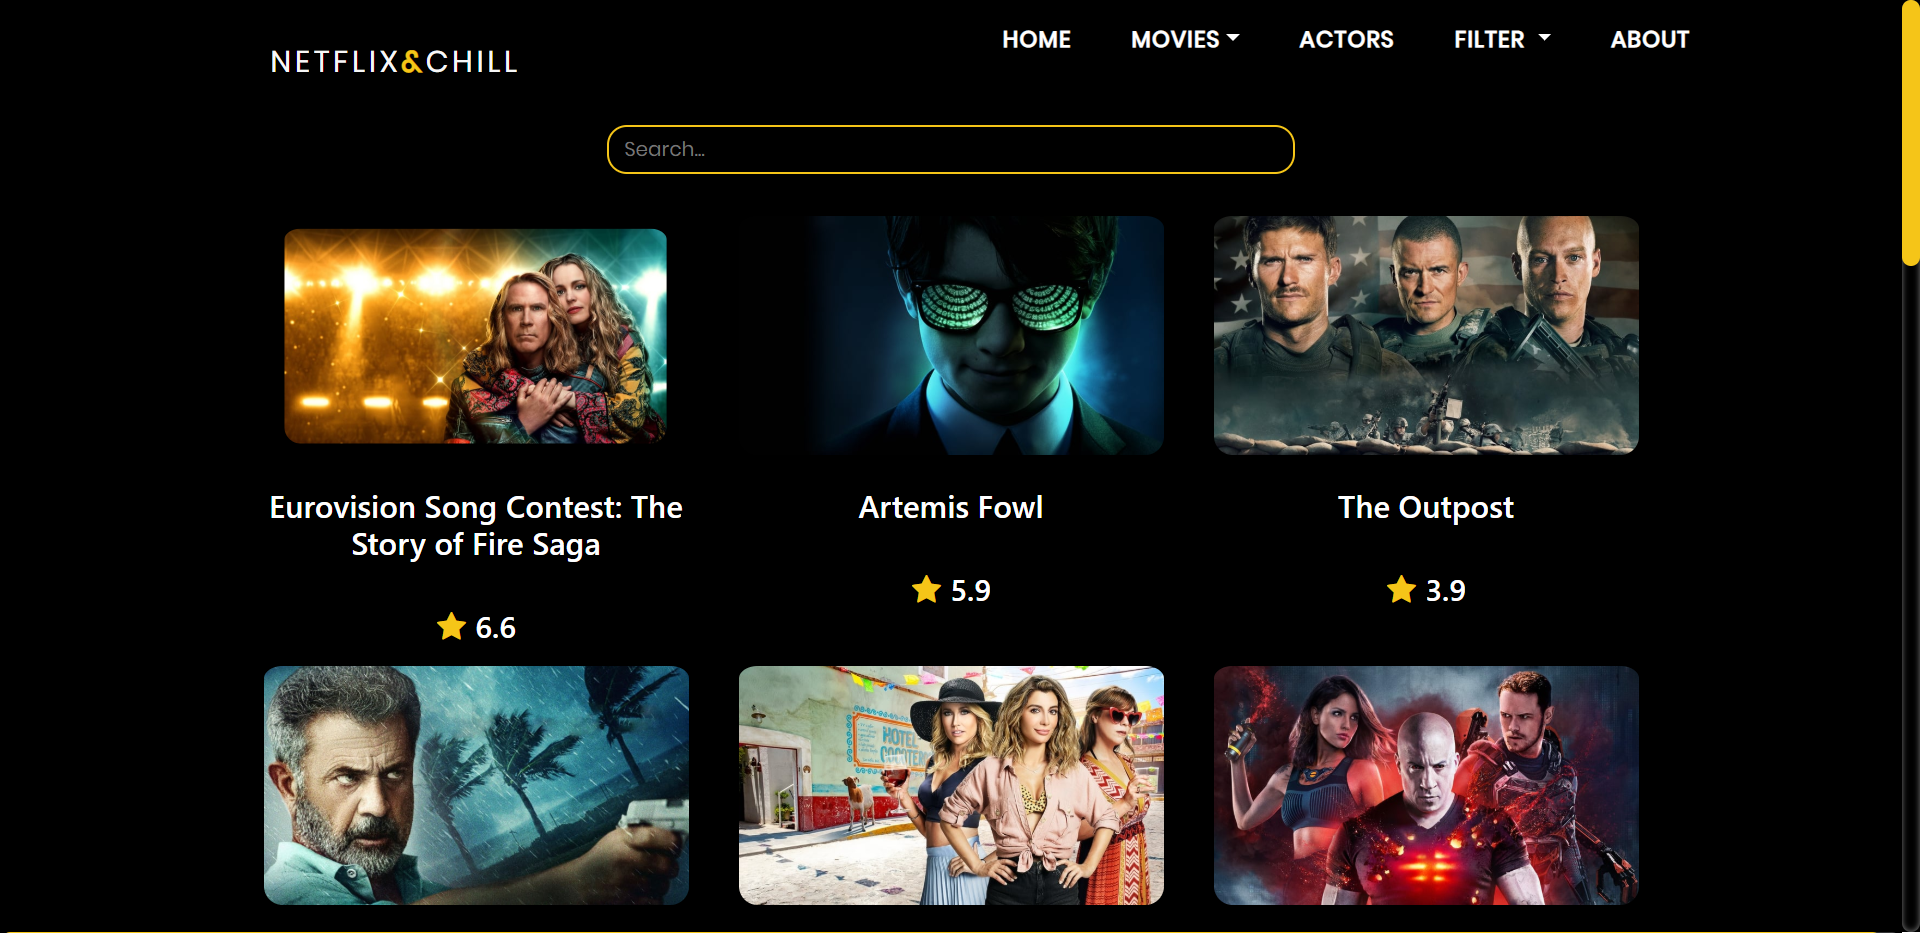 NETFLIX&CHILL
HOME
MOVIES
ACTORS
FILTER
ABOUT
Search...
Eurovision Song Contest: The
Story of Fire Saga
6.6
Artemis Fowl
5.9
The Outpost
3.9
HOTEL